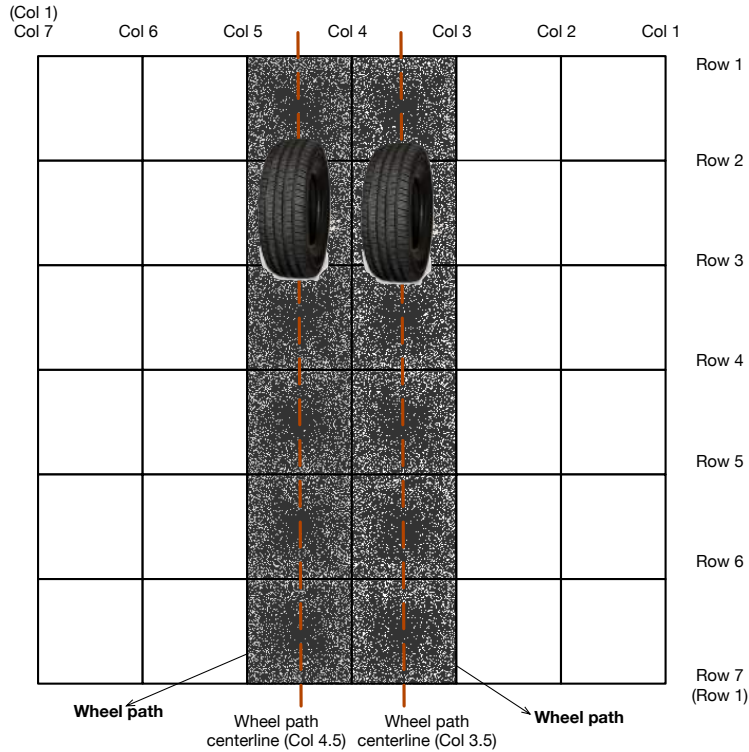 (Col 1)
Col 7 Col 6 Col 5 Col 4 Col 3 Col 2 Col 1
Row 1
Row 2
Row 3
Row 4
Row 5
Row 6
Row 7
(Row 1)
Wheel path
Wheel path
centerline (Col 4.5)
Wheel path
centerline (Col 3.5)
Wheel path